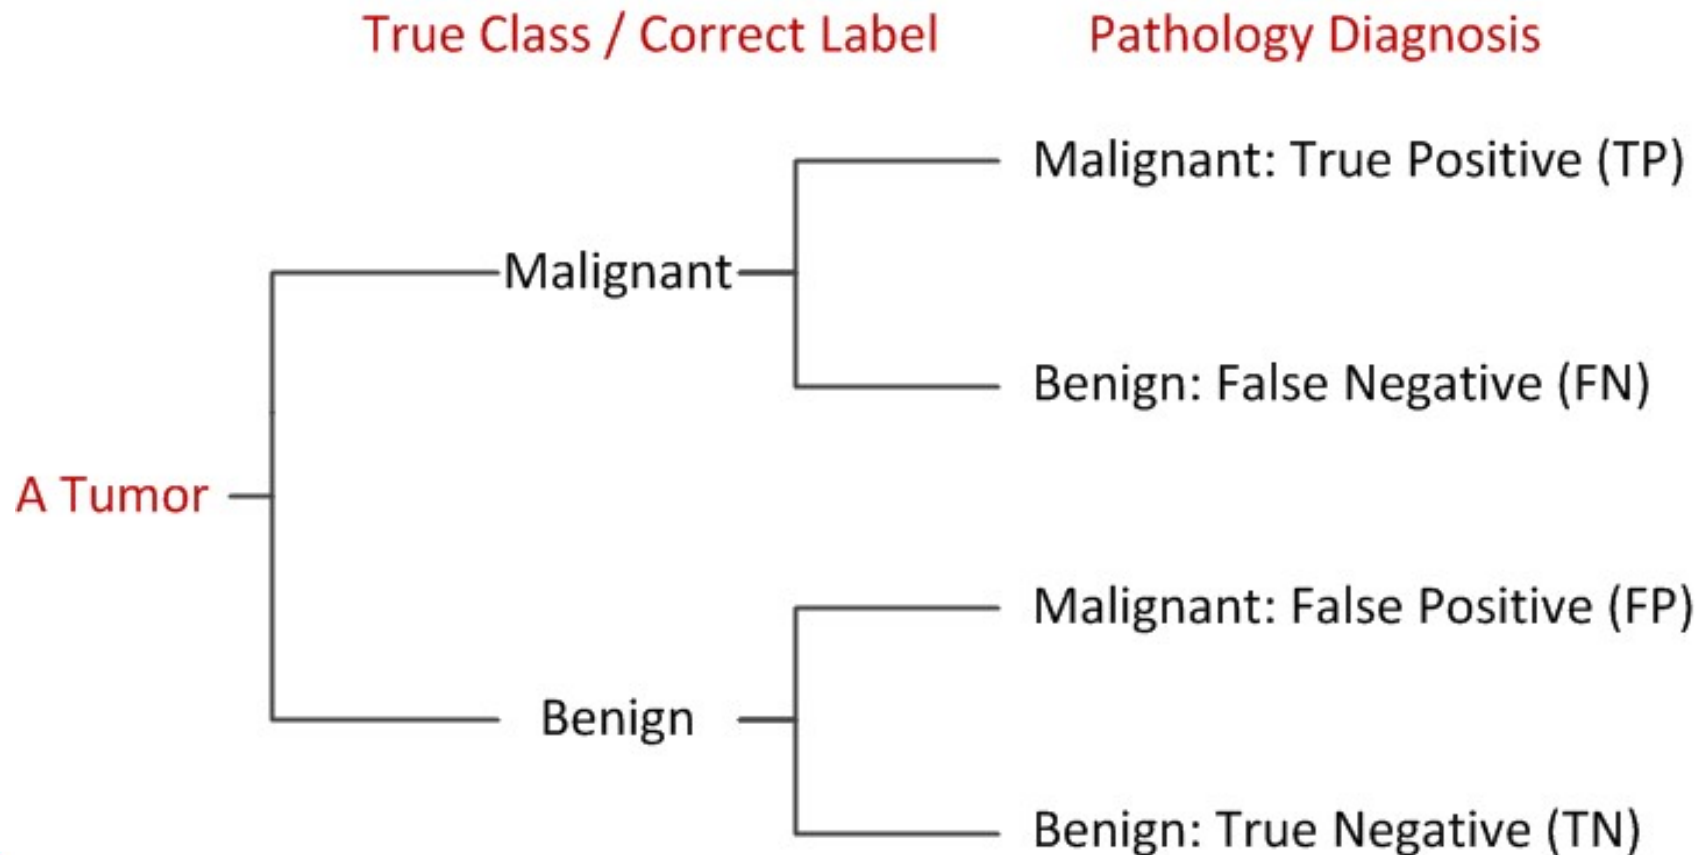 True Class / Correct Label
Pathology Diagnosis
Malignant: True Positive (TP)
Malignant
Benign: False Negative (FN)
A Tumor
Malignant: False Positive (FP)
Benign
Benign: True Negative (TN)